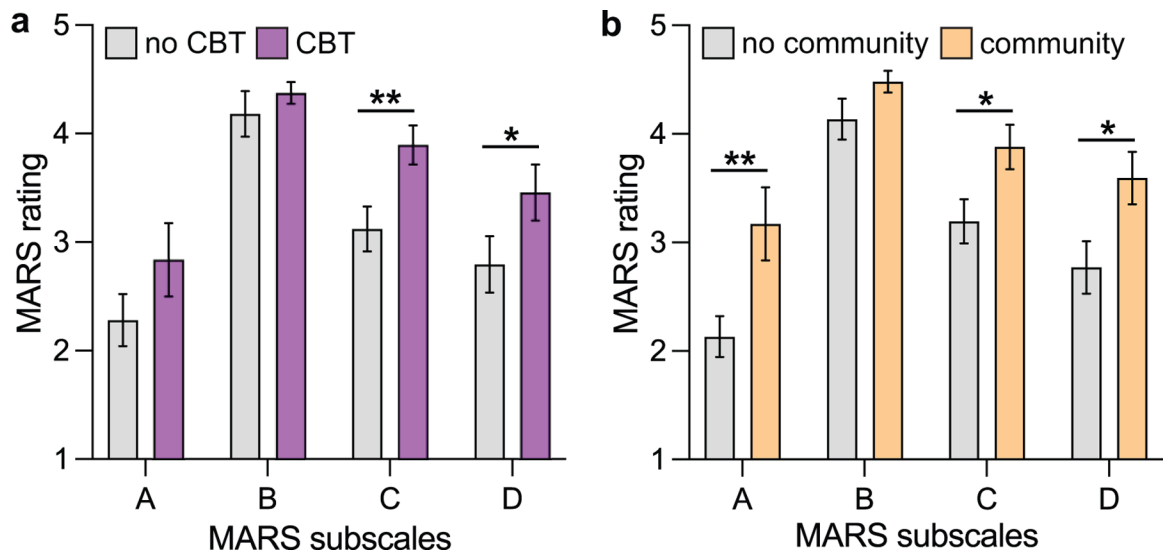 a
no CBT CBT
MARS rating
5
4
3
2
1
**
*
A B C D
MARS subscales
b
no community community
MARS rating
5
4
3
2
1
**
*
*
A B C D
MARS subscales